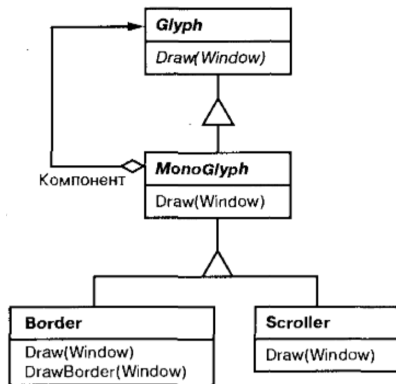 Glyph
Draw(Window)
Компонент
MonoGlyph
Draw(Window)
Border
Draw(Window)
DrawBorder(Window)
Scroller
Draw(Window)